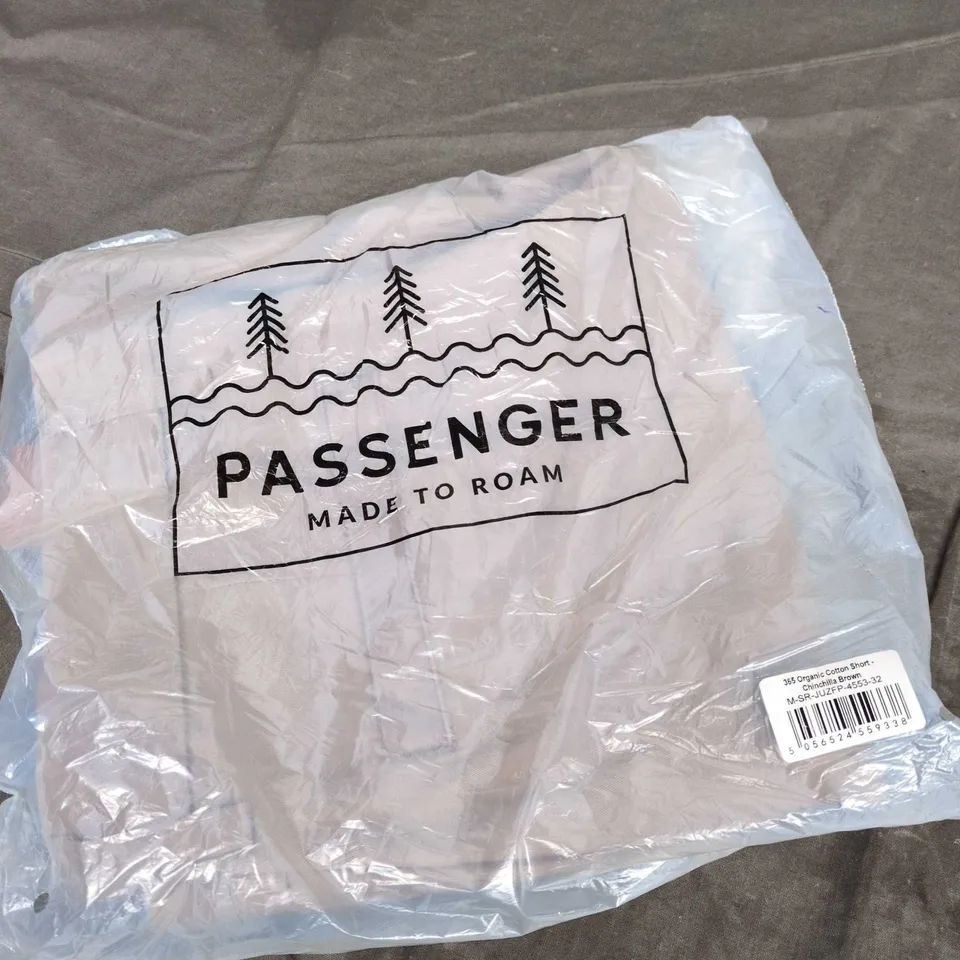 PASSENGER
MADE TO ROAM
365 Organic Cotton Short -
Chinchilla Brown
M-SR-JUZFP-4553-32
5 056524 559338